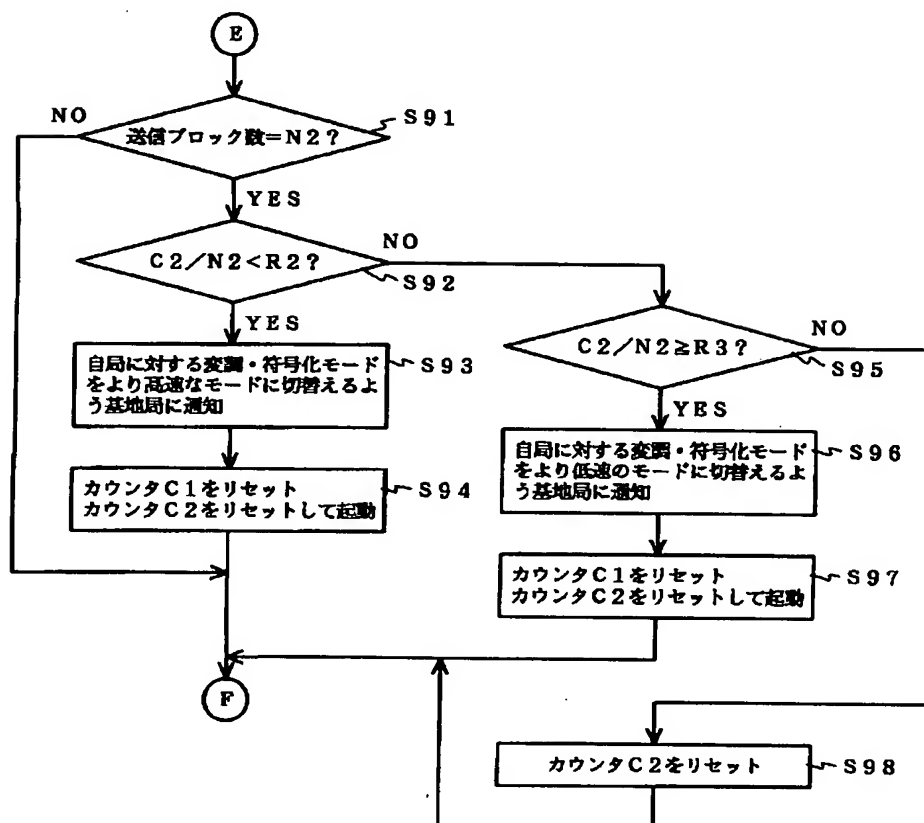 E
NO
送信ブロック数=N2?
S91
YES
C2/N2<R2?
NO
S92
YES
自局に対する変調・符号化モード
をより高速なモードに切替えるよ
う基地局に通知
S93
カウンタC1をリセット
カウンタC2をリセットして起動
S94
C2/N2≧R3?
NO
S95
YES
自局に対する変調・符号化モード
をより低速のモードに切替えるよ
う基地局に通知
S96
カウンタC1をリセット
カウンタC2をリセットして起動
S97
F
カウンタC2をリセット
S98